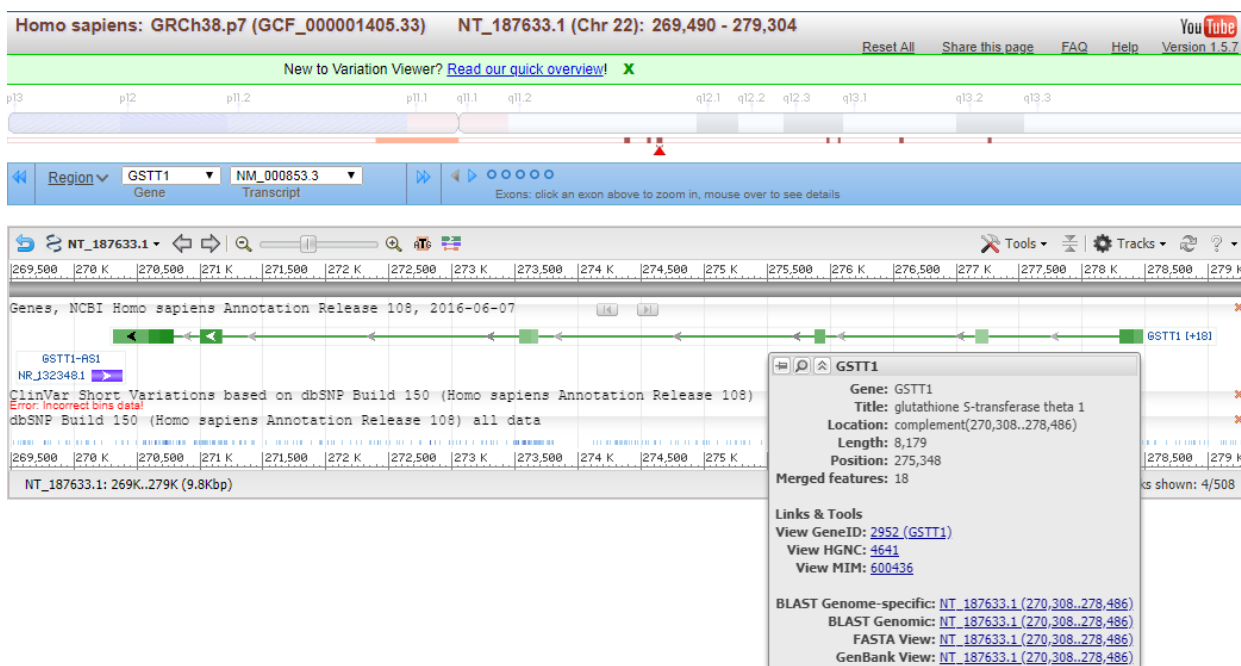 Homo sapiens: GRCh38.p7 (GCF_000001405.33) NT_187633.1 (Chr 22): 269,490 - 279,304
YouTube
Reset All Share this page FAQ Help Version 1.5.7
New to Variation Viewer? Read our quick overview! X
p13 p12 p11.2 p11.1 q11.1 q11.2 q12.1 q12.2 q12.3 q13.1 q13.2 q13.3
Region GSTT1 NM_000853.3
Gene Transcript Exons: click an exon above to zoom in, mouse over to see details
NT_187633.1 ATG Tools Tracks ?
269,500 270 K 270,500 271 K 271,500 272 K 272,500 273 K 273,500 274 K 274,500 275 K 275,500 276 K 276,500 277 K 277,500 278 K 278,500 279 K
Genes, NCBI Homo sapiens Annotation Release 108, 2016-06-07
GSTT1 [+18]
GSTT1-AS1
NR_132348.1
ClinVar Short Variations based on dbSNP Build 150 (Homo sapiens Annotation Release 108)
Error: Incorrect bins data!
dbSNP Build 150 (Homo sapiens Annotation Release 108) all data
269,500 270 K 270,500 271 K 271,500 272 K 272,500 273 K 273,500 274 K 274,500 275 K 278,500 279 K
NT_187633.1: 269K..279K (9.8Kbp) ks shown: 4/508
GSTT1
Gene: GSTT1
Title: glutathione S-transferase theta 1
Location: complement(270,308..278,486)
Length: 8,179
Position: 275,348
Merged features: 18
Links & Tools
View GeneID: 2952 (GSTT1)
View HGNC: 4641
View MIM: 600436
BLAST Genome-specific: NT_187633.1 (270,308..278,486)
BLAST Genomic: NT_187633.1 (270,308..278,486)
FASTA View: NT_187633.1 (270,308..278,486)
GenBank View: NT_187633.1 (270,308..278,486)